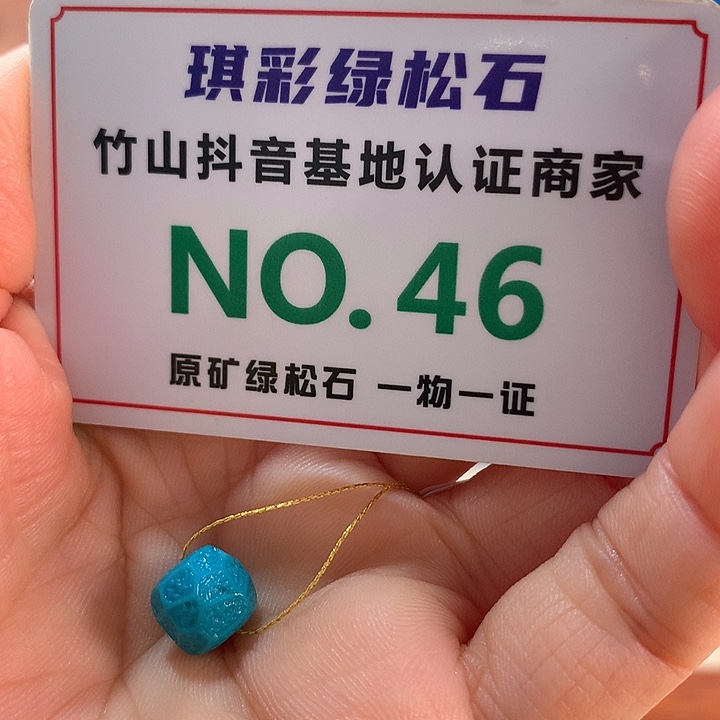 琪彩绿松石
竹山抖音基地认证商家
NO.46
原矿绿松石 一物一证